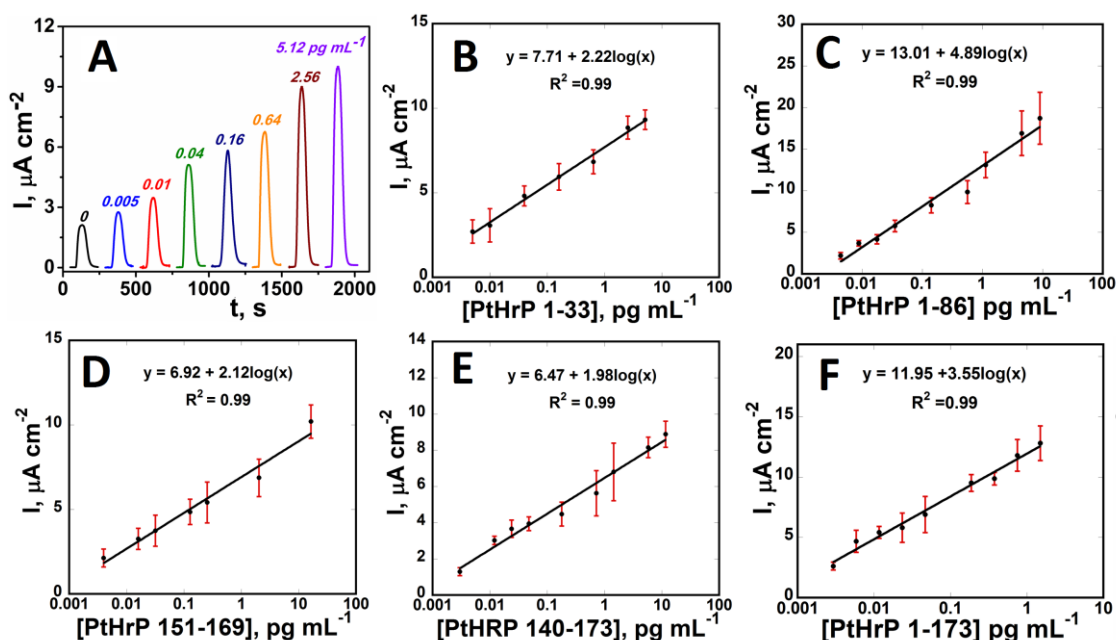 A
I, μA cm⁻²
12
9
6
3
0
0
0.005
0.01
0.04
0.16
0.64
2.56
5.12 pg mL⁻¹
0 500 1000 1500 2000
t, s
B
y = 7.71 + 2.22log(x)
R² = 0.99
I, μA cm⁻²
15
10
5
0
0.001 0.01 0.1 1 10 100
[PtHrP 1-33], pg mL⁻¹
C
y = 13.01 + 4.89log(x)
R² = 0.99
I, μA cm⁻²
30
25
20
15
10
5
0
0.001 0.01 0.1 1 10 100
[PtHrP 1-86] pg mL⁻¹
D
y = 6.92 + 2.12log(x)
R² = 0.99
I, μA cm⁻²
15
10
5
0
0.001 0.01 0.1 1 10 100
[PtHrP 151-169], pg mL⁻¹
E
y = 6.47 + 1.98log(x)
R² = 0.99
I, μA cm⁻²
14
12
10
8
6
4
2
0
0.001 0.01 0.1 1 10 100
[PtHRP 140-173] pg mL⁻¹
F
y = 11.95 +3.55log(x)
R² =0.99
I, μA cm⁻²
20
15
10
5
0
0.001 0.01 0.1 1 10
[PtHrP 1-173] pg mL⁻¹